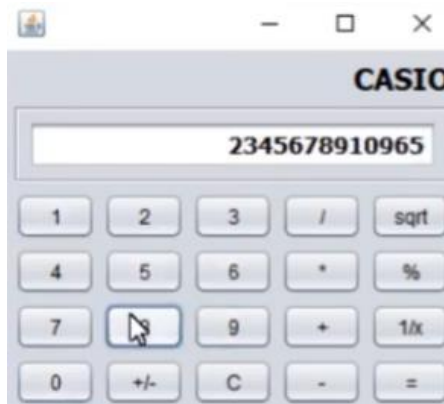 CASIO
2345678910965
1 2 3 / sqrt
4 5 6 * %
7 9 + 1/x
0 +/- C - =